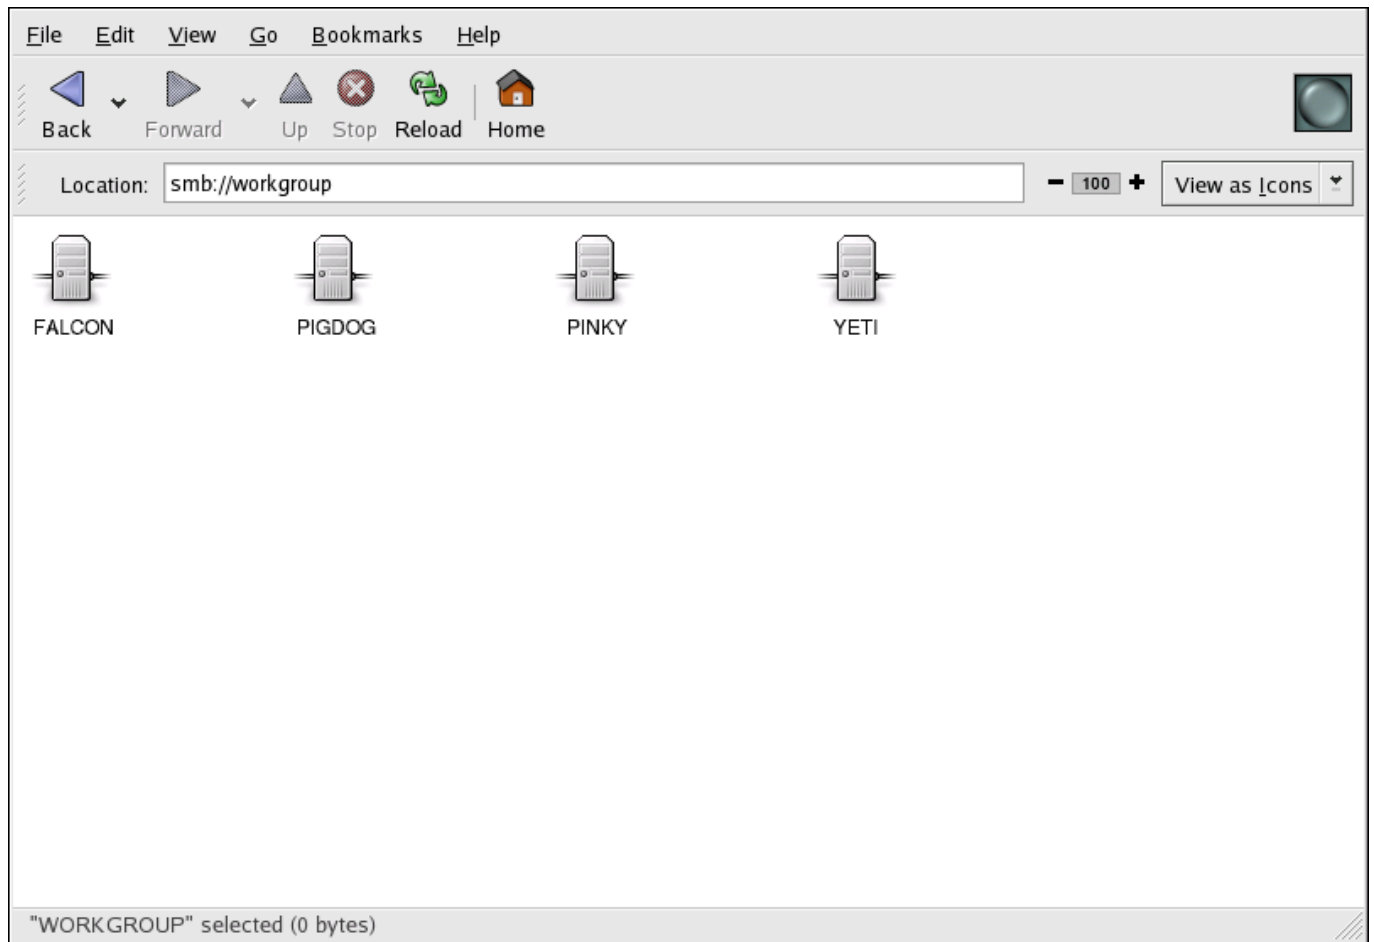 File Edit View Go Bookmarks Help
Back Forward Up Stop Reload Home
Location: smb://workgroup 100 View as Icons
FALCON PIGDOG PINKY YETI
"WORKGROUP" selected (0 bytes)